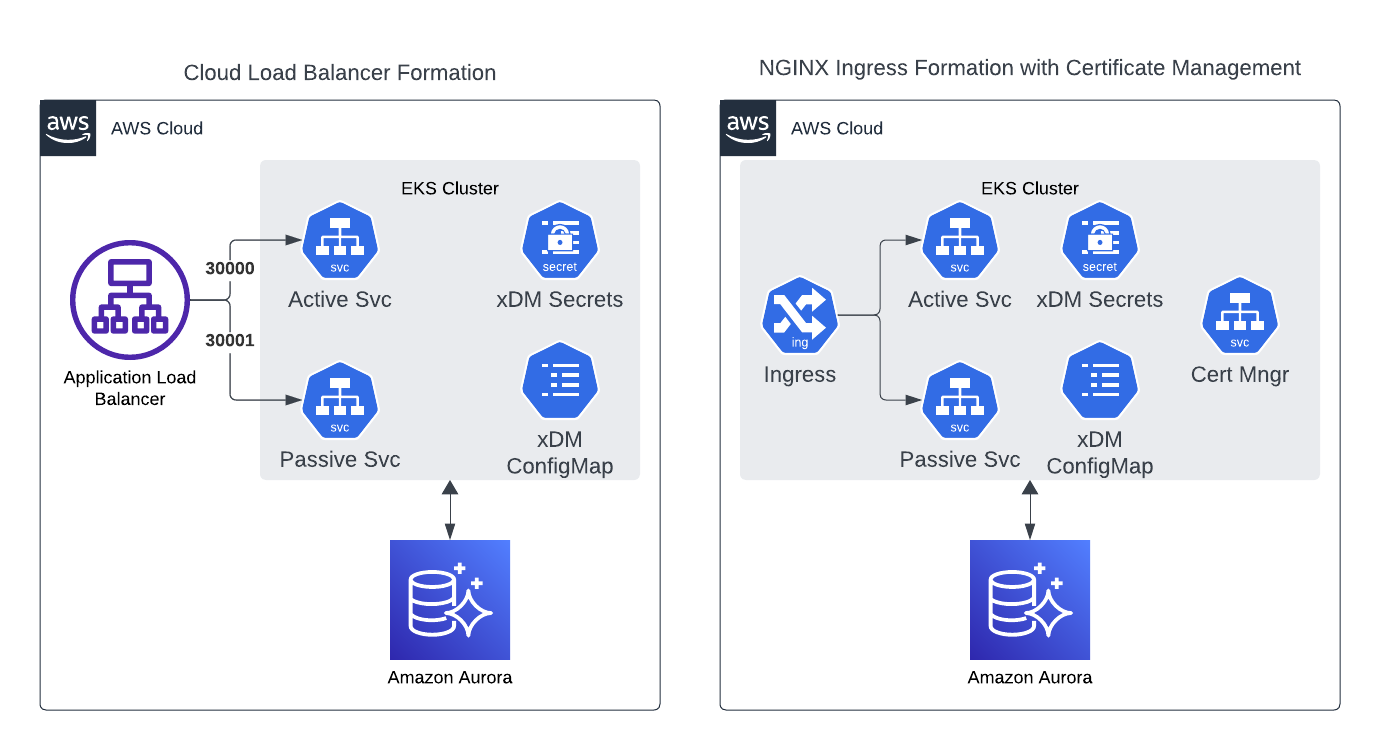 Cloud Load Balancer Formation
aws
AWS Cloud
EKS Cluster
svc
Active Svc
secret
xDM Secrets
30000
30001
Application Load
Balancer
svc
Passive Svc
xDM
ConfigMap
Amazon Aurora
NGINX Ingress Formation with Certificate Management
aws
AWS Cloud
EKS Cluster
svc
Active Svc
secret
xDM Secrets
ing
Ingress
svc
Cert Mngr
svc
Passive Svc
xDM
ConfigMap
Amazon Aurora